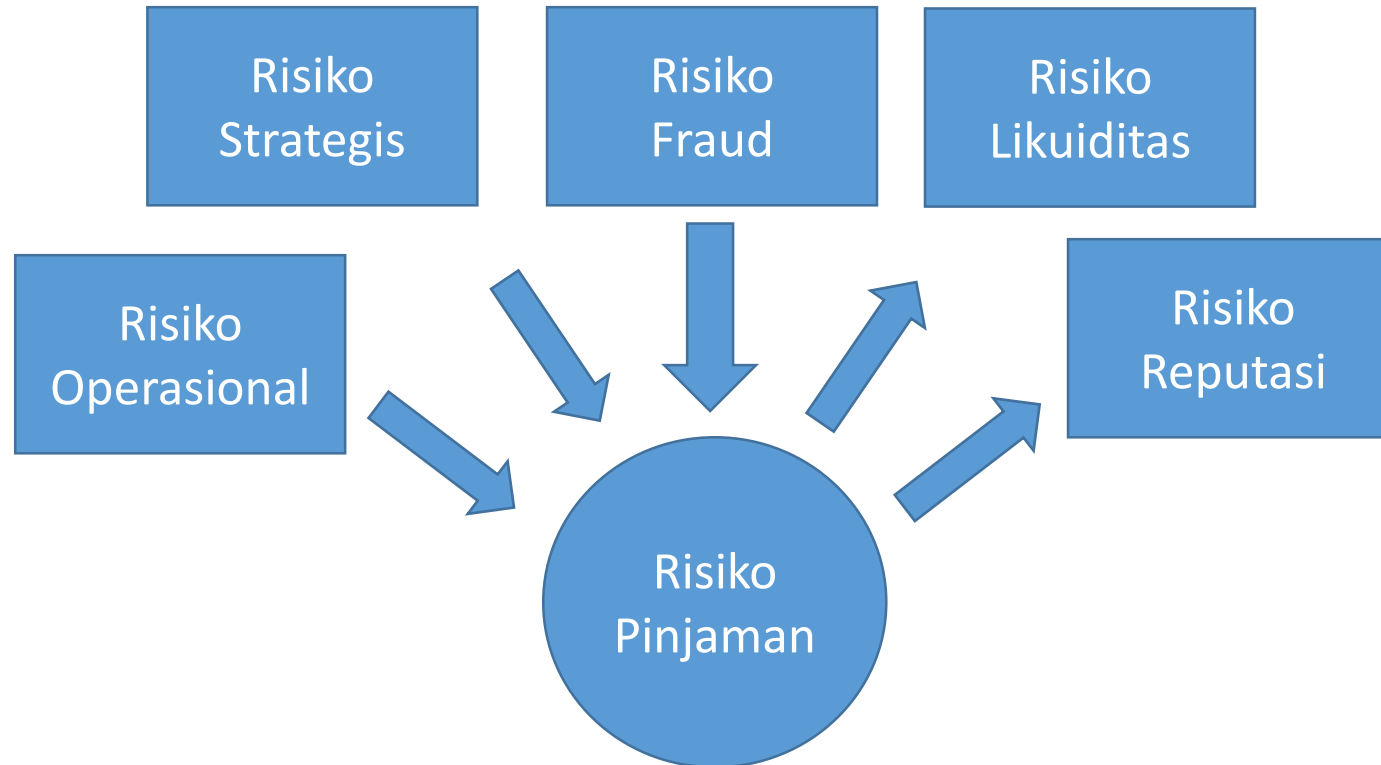 Risiko
Strategis
Risiko
Fraud
Risiko
Likuiditas
Risiko
Operasional
Risiko
Reputasi
Risiko
Pinjaman